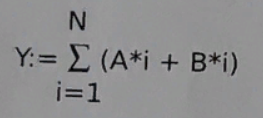 N
Y:= ∑ (A*i + B*i)
i=1